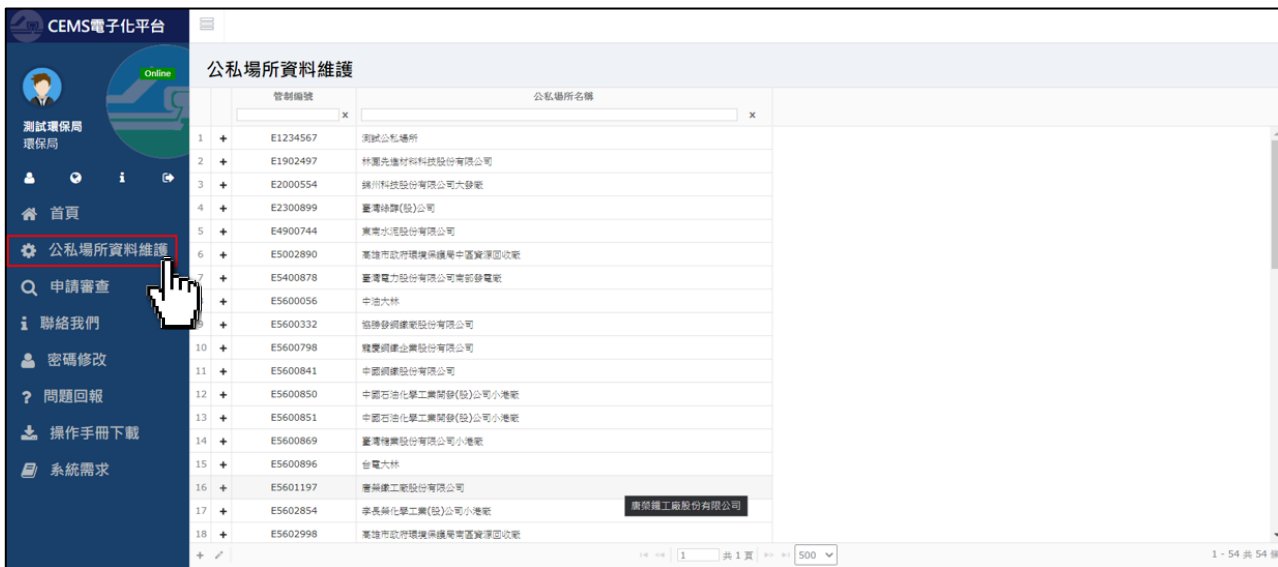 CEMS電子化平台
Online
測試環保局
環保局
首頁
公私場所資料維護
申請審查
聯絡我們
密碼修改
問題回報
操作手冊下載
系統需求
公私場所資料維護
管制編號 公私場所名稱
x x
1 + E1234567 測試公私場所
2 + E1902497 林園先進材料科技股份有限公司
3 + E2000554 錦州科技股份有限公司大發廠
4 + E2300899 臺灣綠醇(股)公司
5 + E4900744 東南水泥股份有限公司
6 + E5002890 高雄市政府環境保護局中區資源回收廠
7 + E5400878 臺灣電力股份有限公司南部發電廠
+ E5600056 中油大林
9 + E5600332 協勝發鋼鐵廠股份有限公司
10 + E5600798 龍慶鋼鐵企業股份有限公司
11 + E5600841 中國鋼鐵股份有限公司
12 + E5600850 中國石油化學工業開發(股)公司小港廠
13 + E5600851 中國石油化學工業開發(股)公司小港廠
14 + E5600869 臺灣糖業股份有限公司小港廠
15 + E5600896 台電大林
16 + E5601197 唐榮鐵工廠股份有限公司
唐榮鐵工廠股份有限公司
17 + E5602854 李長榮化學工業(股)公司小港廠
18 + E5602998 高雄市政府環境保護局南區資源回收廠
1 共 1 頁 500 1 - 54 共 54 條